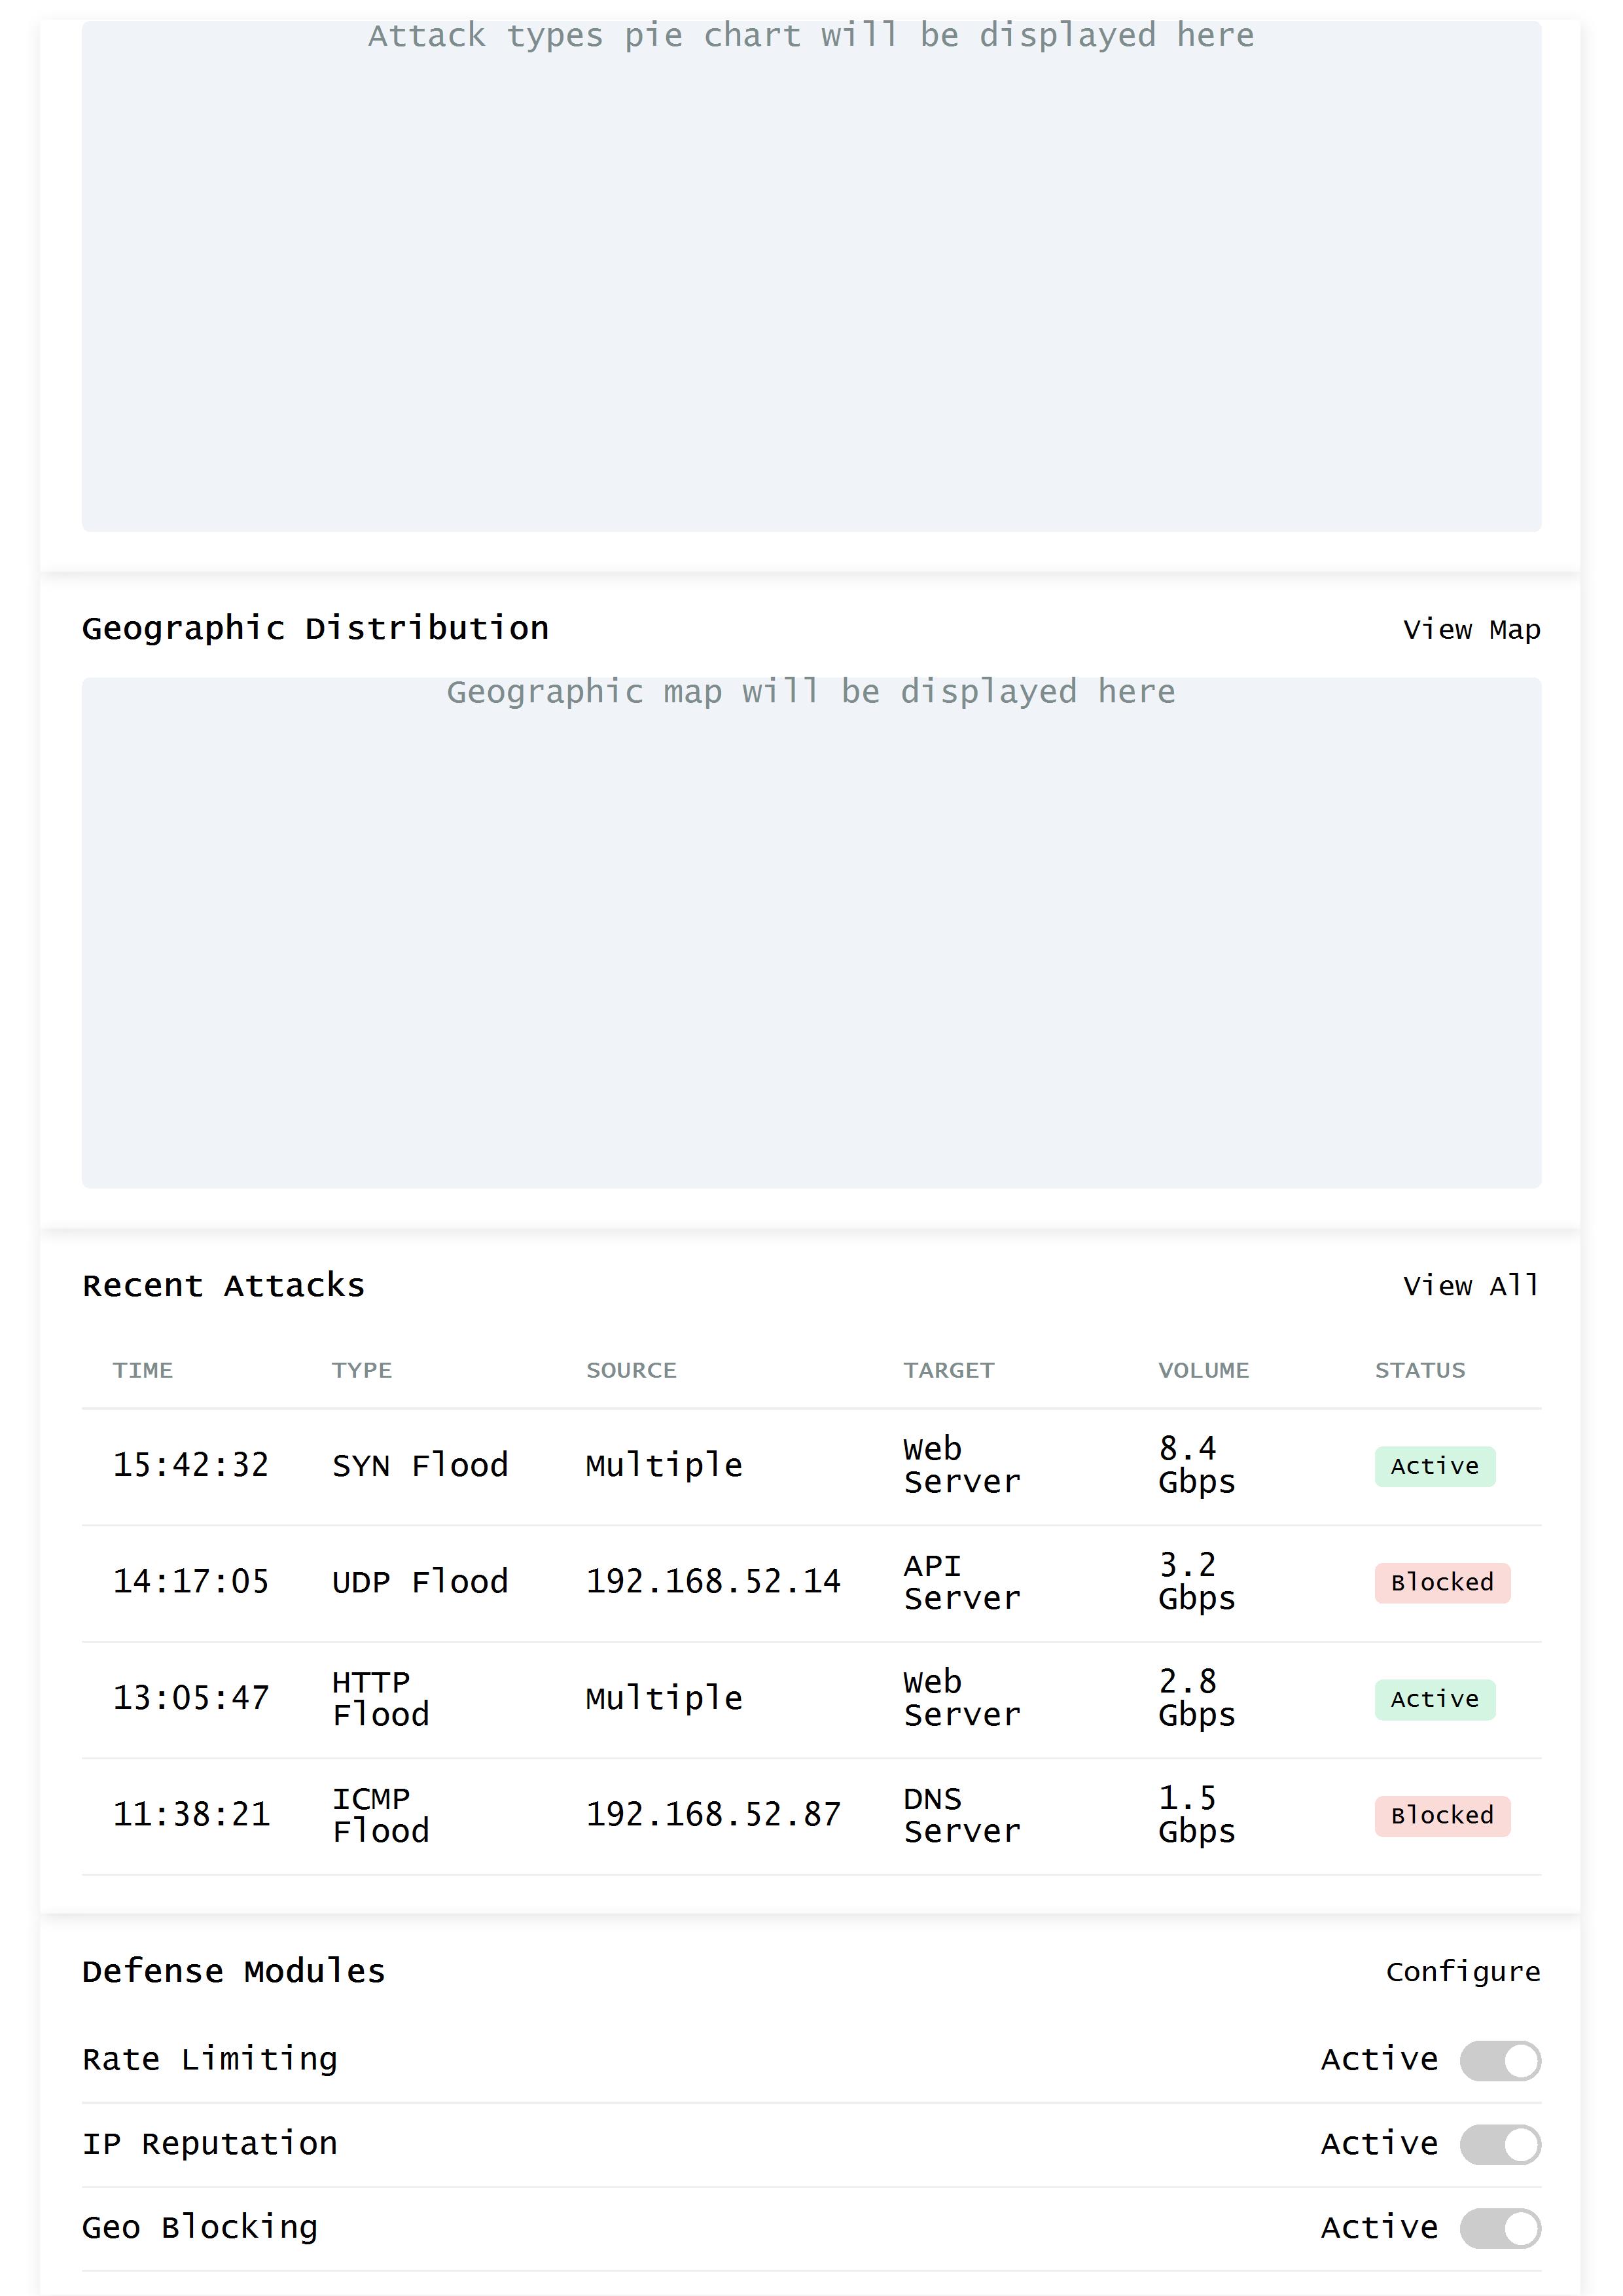 Attack types pie chart will be displayed here
Geographic Distribution View Map
Geographic map will be displayed here
Recent Attacks View All
TIME TYPE SOURCE TARGET VOLUME STATUS
15:42:32 SYN Flood Multiple Web Server 8.4 Gbps Active
14:17:05 UDP Flood 192.168.52.14 API Server 3.2 Gbps Blocked
13:05:47 HTTP Flood Multiple Web Server 2.8 Gbps Active
11:38:21 ICMP Flood 192.168.52.87 DNS Server 1.5 Gbps Blocked
Defense Modules Configure
Rate Limiting Active
IP Reputation Active
Geo Blocking Active